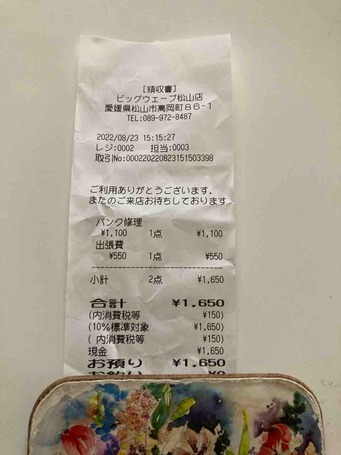 [領収書]
ビッグウェーブ松山店
愛媛県松山市高岡町86-1
TEL:089-972-8487
2022/08/23 15:15:27
レジ:0002 担当:0003
取引No:00022022082315151503398
ご利用ありがとうございます。
またのご来店お待ちしております
パンク修理
¥1,100 1点 ¥1,100
出張費
¥550 1点 ¥550
小計 2点 ¥1,650
合計 ¥1,650
(内消費税等 ¥150)
(10%標準対象 ¥1,650)
( 内消費税等 ¥150)
現金 ¥1,650
お預り ¥1,650
お釣り ¥0